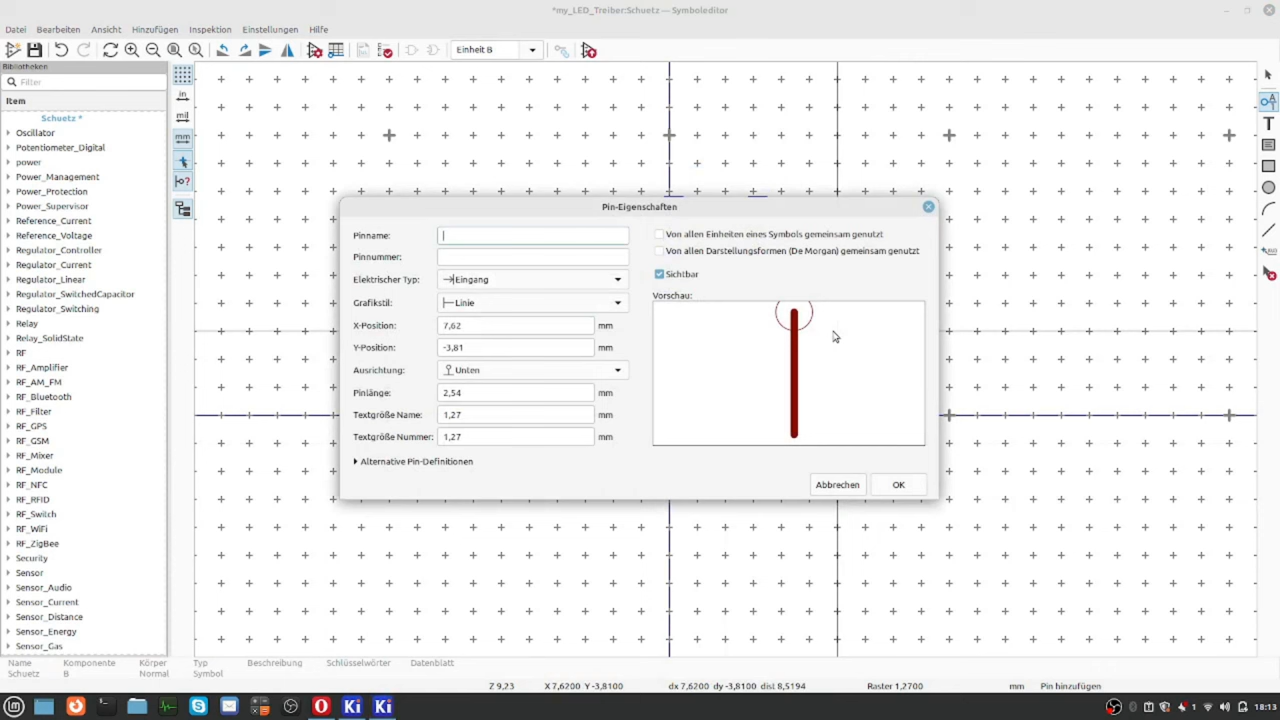 *my_LED_Treiber:Schuetz — Symboleditor
Datei Bearbeiten Ansicht Hinzufügen Inspektion Einstellungen Hilfe
Einheit B
Bibliotheken
Filter
Item
Schuetz *
Oscillator
Potentiometer_Digital
power
Power_Management
Power_Protection
Power_Supervisor
Reference_Current
Reference_Voltage
Regulator_Controller
Regulator_Current
Regulator_Linear
Regulator_SwitchedCapacitor
Regulator_Switching
Relay
Relay_SolidState
RF
RF_Amplifier
RF_AM_FM
RF_Bluetooth
RF_Filter
RF_GPS
RF_GSM
RF_Mixer
RF_Module
RF_NFC
RF_RFID
RF_Switch
RF_WiFi
RF_ZigBee
Security
Sensor
Sensor_Audio
Sensor_Current
Sensor_Distance
Sensor_Energy
Sensor_Gas
in
mil
mm
Pin-Eigenschaften
Pinname:
Pinnummer:
Elektrischer Typ: Eingang
Grafikstil: Linie
X-Position: 7,62 mm
Y-Position: -3,81 mm
Ausrichtung: Unten
Pinlänge: 2,54 mm
Textgröße Name: 1,27 mm
Textgröße Nummer: 1,27 mm
Alternative Pin-Definitionen
Von allen Einheiten eines Symbols gemeinsam genutzt
Von allen Darstellungsformen (De Morgan) gemeinsam genutzt
Sichtbar
Vorschau:
Abbrechen OK
Name Komponente Körper Typ Beschreibung Schlüsselwörter Datenblatt
Schuetz B Normal Symbol
Z 9,23 X 7,6200 Y -3,8100 dx 7,6200 dy -3,8100 dist 8,5194 Raster 1,2700 mm Pin hinzufügen
Ki Ki 18:13